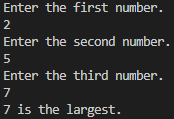 Enter the first number.
2
Enter the second number.
5
Enter the third number.
7
7 is the largest.